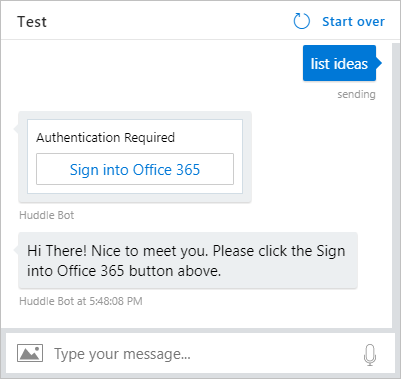 Test
Start over
list ideas
sending
Authentication Required
Sign into Office 365
Huddle Bot
Hi There! Nice to meet you. Please click the Sign
into Office 365 button above.
Huddle Bot at 5:48:08 PM
Type your message...